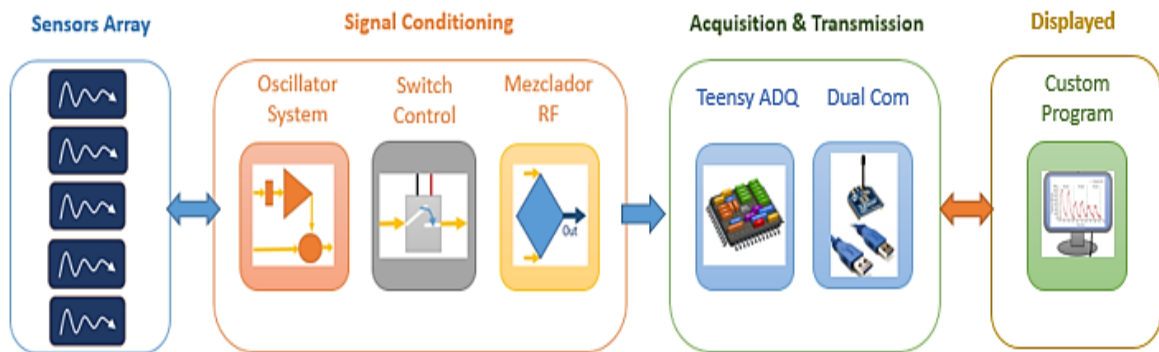 Sensors Array
Signal Conditioning
Acquisition & Transmission
Displayed
Oscillator
System
Switch
Control
Mezclador
RF
Out
Teensy ADQ
Dual Com
Custom
Program